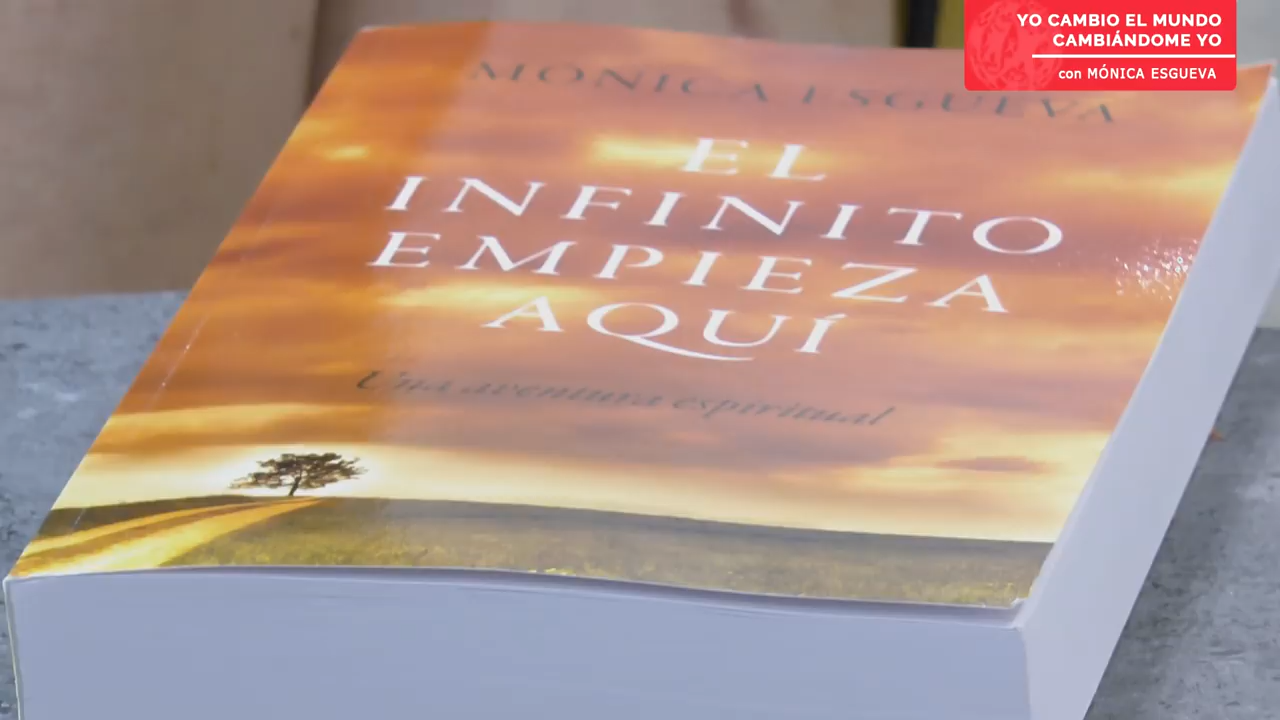 YO CAMBIO EL MUNDO
CAMBIÁNDOME YO
con MÓNICA ESGUEVA
MÓNICA ESGUEVA
EL
INFINITO
EMPIEZA
AQUÍ
Una aventura espiritual